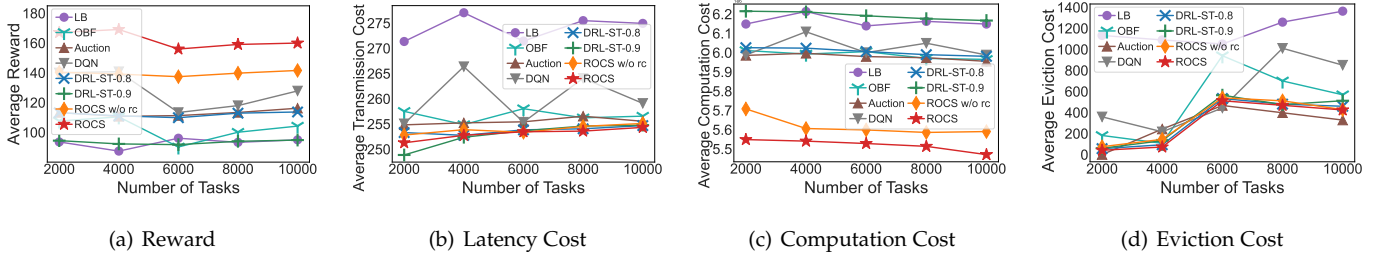 Average Reward
180
160
140
120
100
LB
OBF
Auction
DQN
DRL-ST-0.8
DRL-ST-0.9
ROCS w/o rc
ROCS
2000 4000 6000 8000 10000
Number of Tasks
(a) Reward
Average Transmission Cost
2275
2270
2265
2260
2255
2250
LB
OBF
Auction
DQN
DRL-ST-0.8
DRL-ST-0.9
ROCS w/o rc
ROCS
2000 4000 6000 8000 10000
Number of Tasks
(b) Latency Cost
Average Computation Cost
6.2
6.1
6.0
5.9
5.8
5.7
5.6
5.5
LB
OBF
Auction
DQN
DRL-ST-0.8
DRL-ST-0.9
ROCS w/o rc
ROCS
2000 4000 6000 8000 10000
Number of Tasks
(c) Computation Cost
Average Eviction Cost
1400
1200
1000
800
600
400
200
0
LB
OBF
Auction
DQN
DRL-ST-0.8
DRL-ST-0.9
ROCS w/o rc
ROCS
2000 4000 6000 8000 10000
Number of Tasks
(d) Eviction Cost